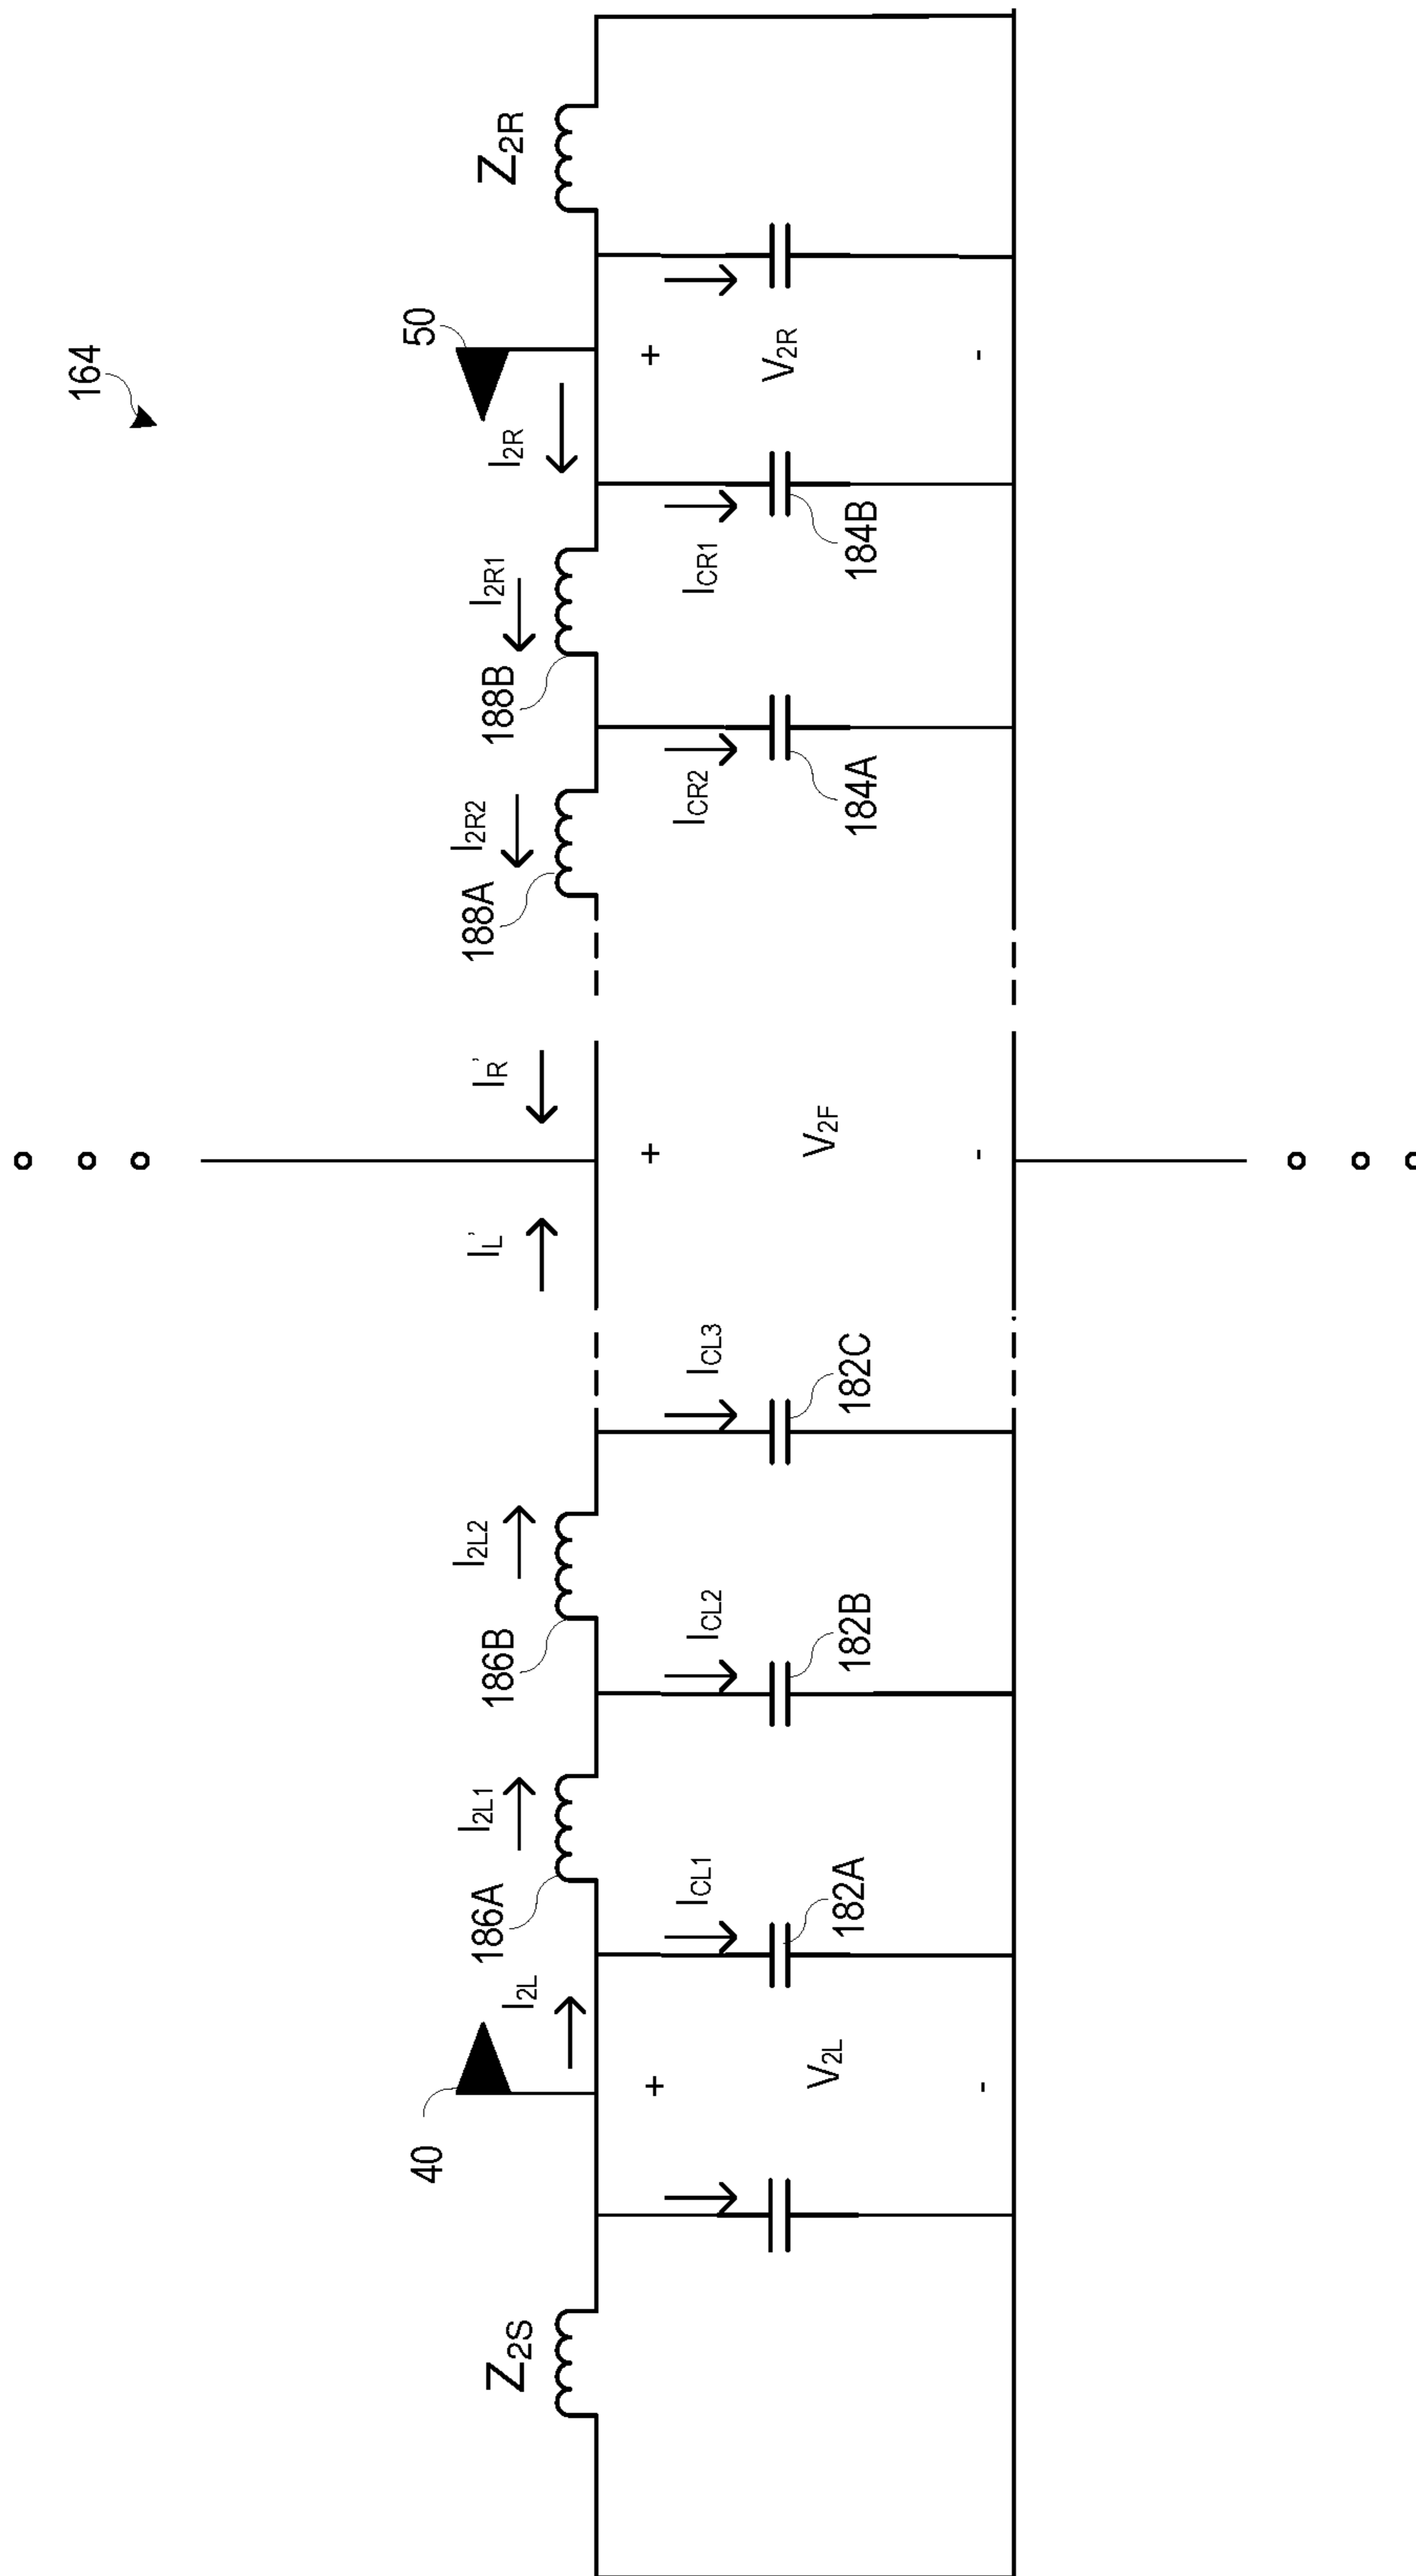 164
Z2S
40
I2L
186A
I2L1
186B
I2L2
IL'
IR'
188A
I2R2
188B
I2R1
I2R
50
Z2R
+
V2L
-
ICL1
182A
ICL2
182B
ICL3
182C
+
V2F
-
ICR2
184A
ICR1
184B
+
V2R
-